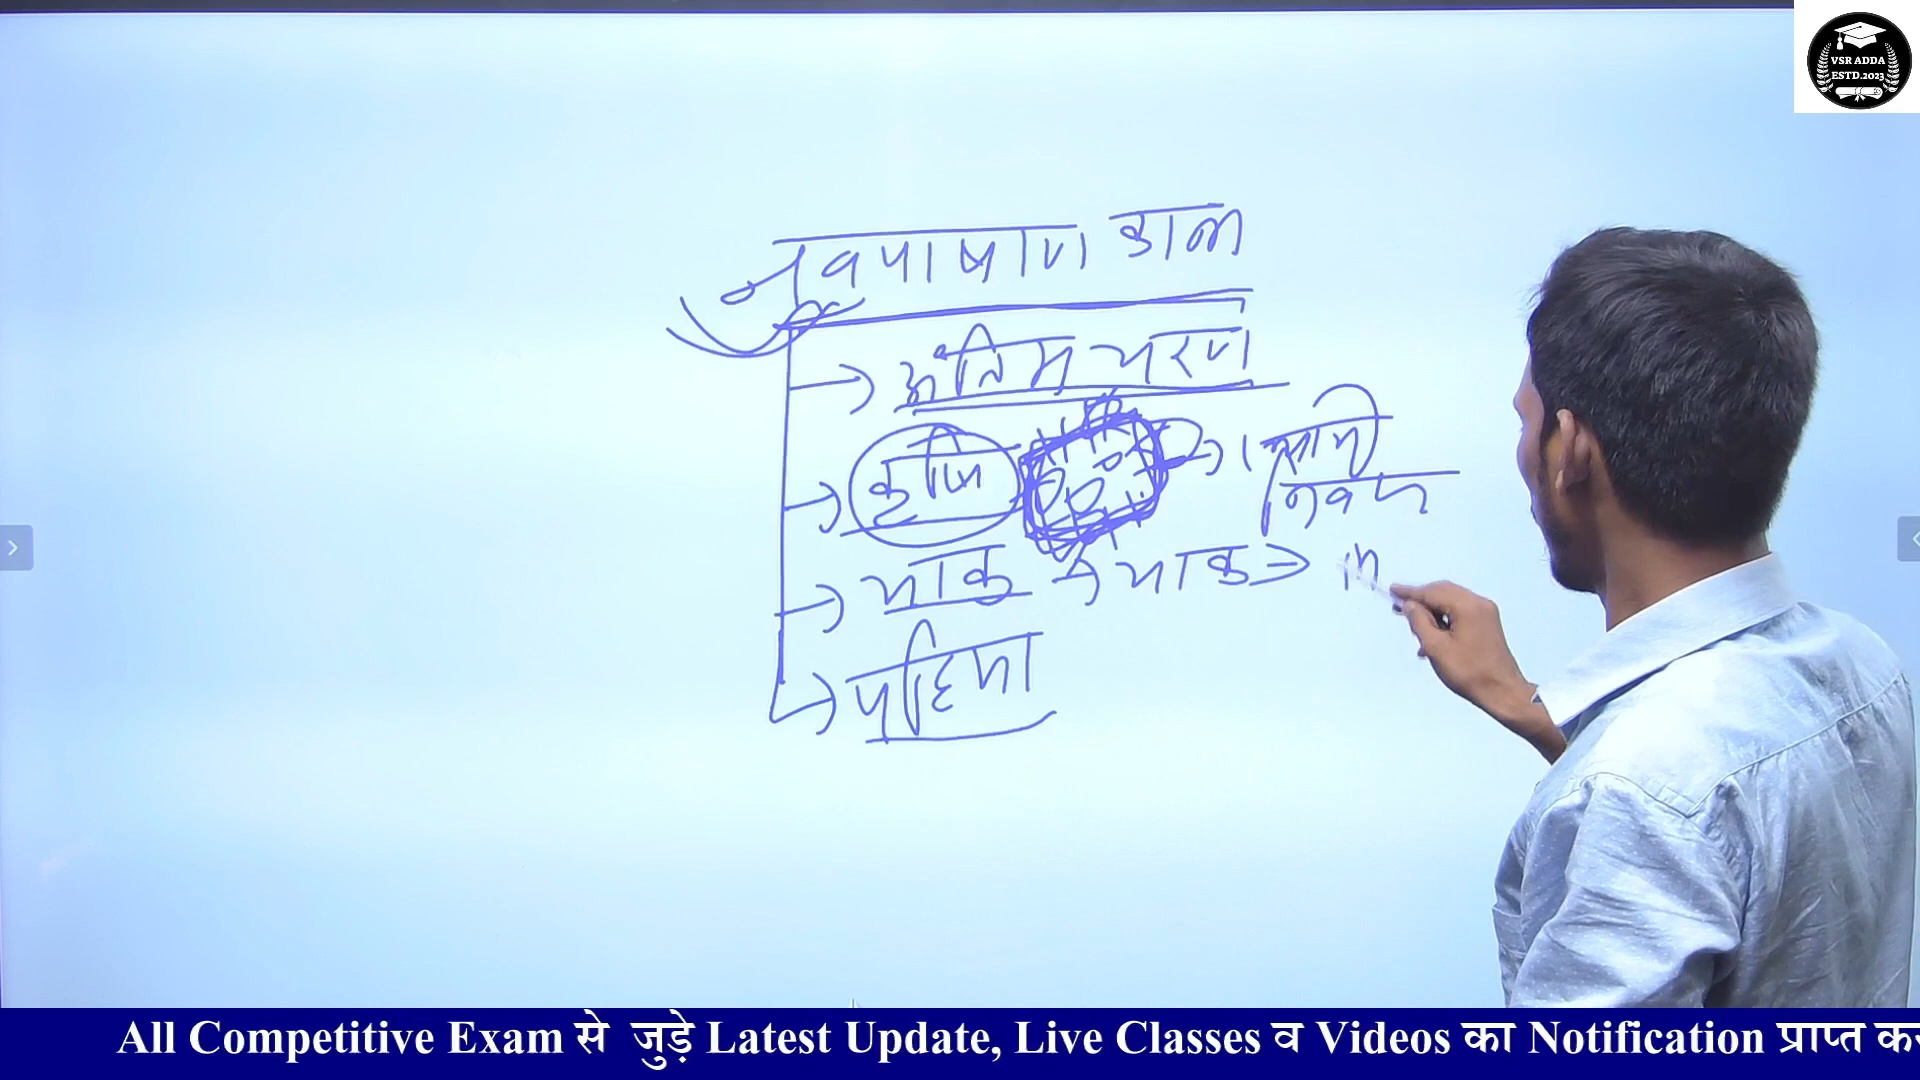 VSR ADDA
ESTD.2023
नवपाषाण काल
→ अंतिम चरण
→ कृषि → स्थायी
निवास
→ चाक → चाक →
→ पहिया
All Competitive Exam से जुड़े Latest Update, Live Classes व Videos का Notification प्राप्त